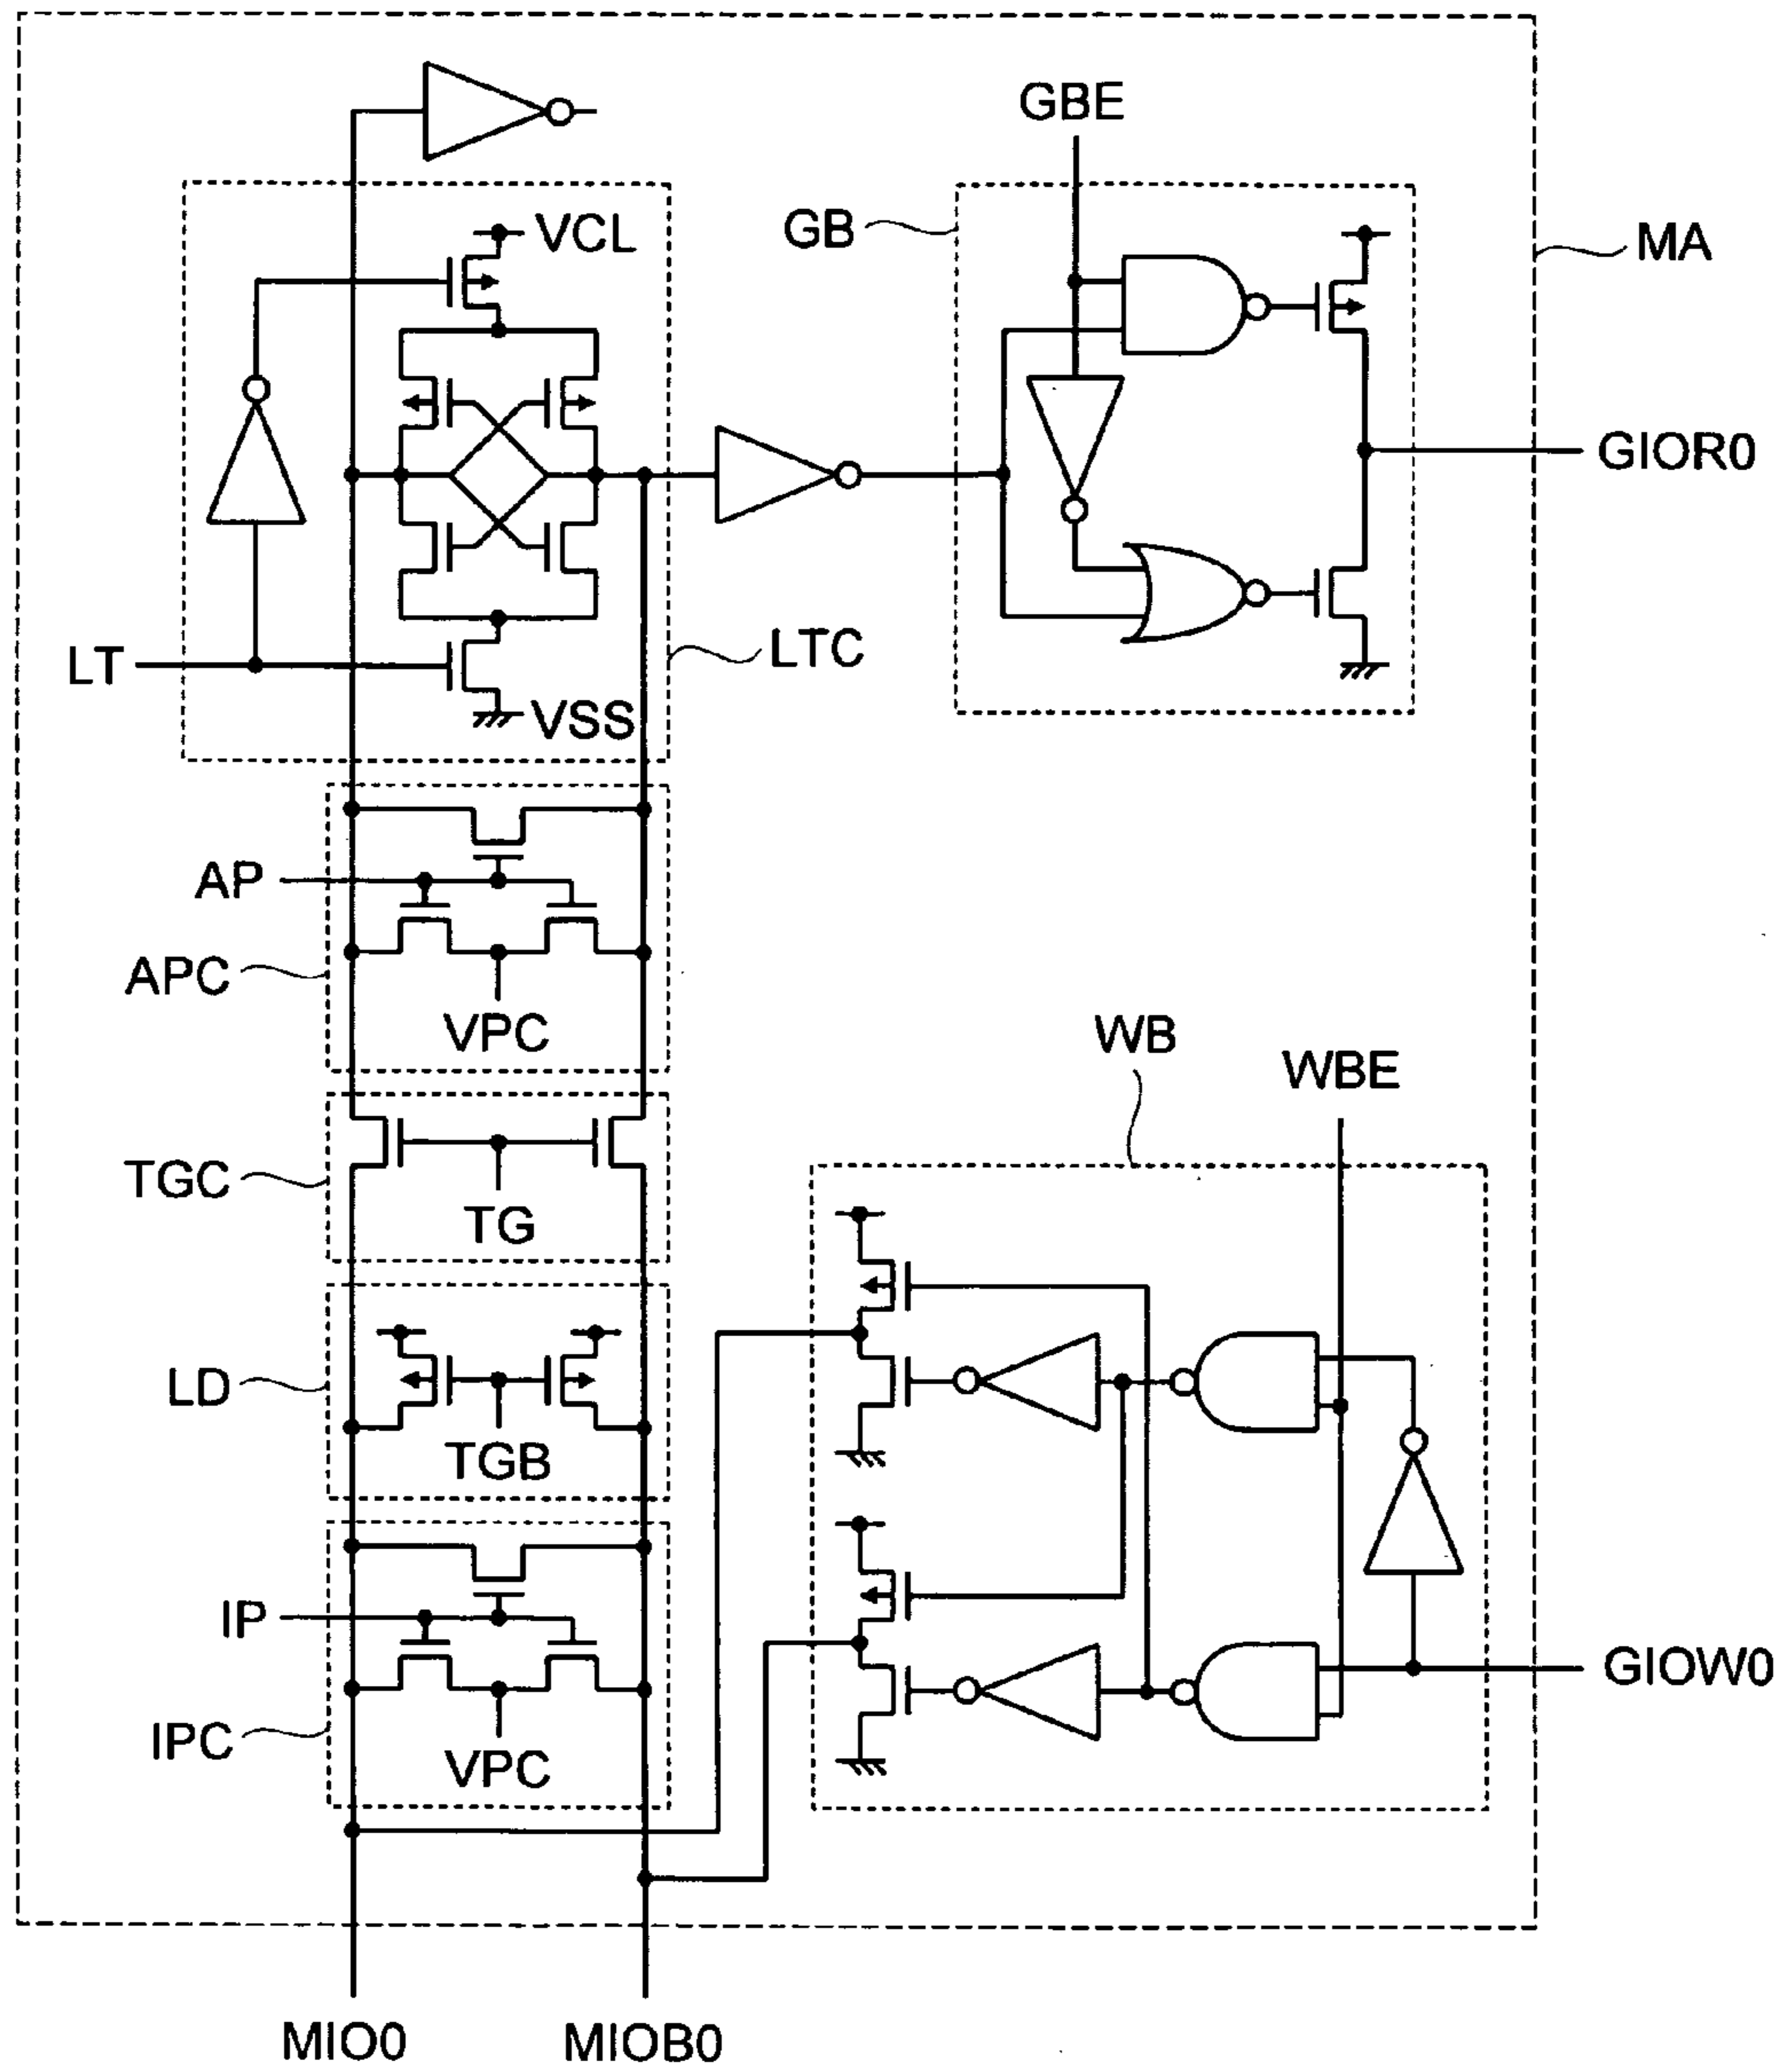 GBE
GB
MA
VCL
GIOR0
LT
LTC
VSS
AP
APC
VPC
WB
WBE
TGC
TG
LD
TGB
IP
GIOW0
IPC
VPC
MIO0
MIOB0